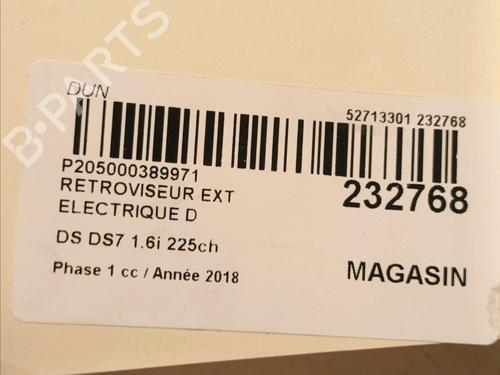 DUN
52713301 232768
P205000389971
RETROVISEUR EXT
232768
ELECTRIQUE D
DS DS7 1.6i 225ch
Phase 1 cc / Année 2018
MAGASIN
B-PARTS